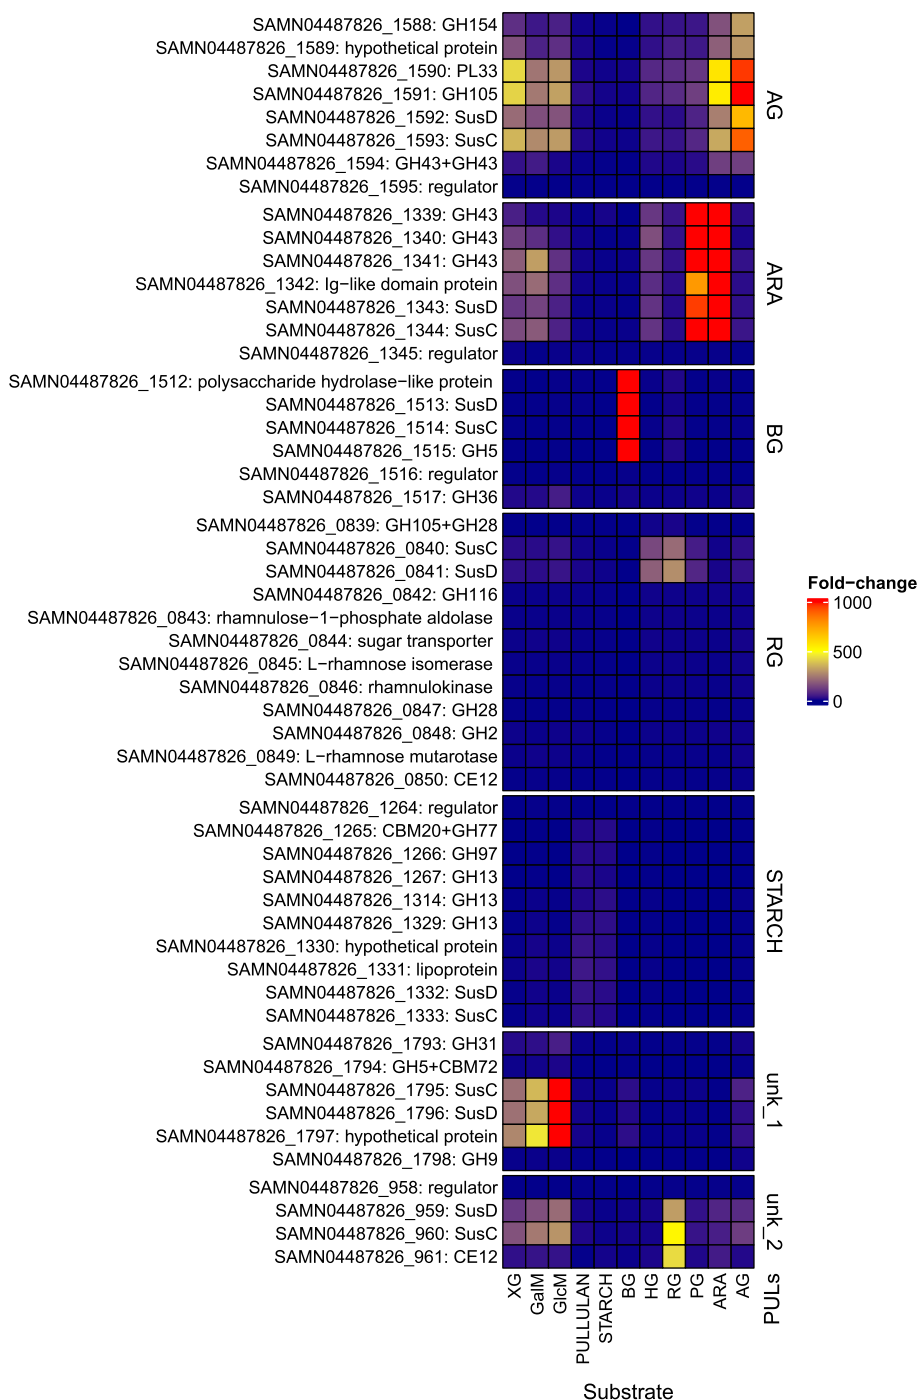 SAMN04487826_1588: GH154
SAMN04487826_1589: hypothetical protein
SAMN04487826_1590: PL33
SAMN04487826_1591: GH105
SAMN04487826_1592: SusD
SAMN04487826_1593: SusC
SAMN04487826_1594: GH43+GH43
SAMN04487826_1595: regulator
AG
SAMN04487826_1339: GH43
SAMN04487826_1340: GH43
SAMN04487826_1341: GH43
SAMN04487826_1342: Ig−like domain protein
SAMN04487826_1343: SusD
SAMN04487826_1344: SusC
SAMN04487826_1345: regulator
ARA
SAMN04487826_1512: polysaccharide hydrolase−like protein
SAMN04487826_1513: SusD
SAMN04487826_1514: SusC
SAMN04487826_1515: GH5
SAMN04487826_1516: regulator
SAMN04487826_1517: GH36
BG
SAMN04487826_0839: GH105+GH28
SAMN04487826_0840: SusC
SAMN04487826_0841: SusD
SAMN04487826_0842: GH116
SAMN04487826_0843: rhamnulose−1−phosphate aldolase
SAMN04487826_0844: sugar transporter
SAMN04487826_0845: L−rhamnose isomerase
SAMN04487826_0846: rhamnulokinase
SAMN04487826_0847: GH28
SAMN04487826_0848: GH2
SAMN04487826_0849: L−rhamnose mutarotase
SAMN04487826_0850: CE12
RG
SAMN04487826_1264: regulator
SAMN04487826_1265: CBM20+GH77
SAMN04487826_1266: GH97
SAMN04487826_1267: GH13
SAMN04487826_1314: GH13
SAMN04487826_1329: GH13
SAMN04487826_1330: hypothetical protein
SAMN04487826_1331: lipoprotein
SAMN04487826_1332: SusD
SAMN04487826_1333: SusC
STARCH
SAMN04487826_1793: GH31
SAMN04487826_1794: GH5+CBM72
SAMN04487826_1795: SusC
SAMN04487826_1796: SusD
SAMN04487826_1797: hypothetical protein
SAMN04487826_1798: GH9
unk_1
SAMN04487826_958: regulator
SAMN04487826_959: SusD
SAMN04487826_960: SusC
SAMN04487826_961: CE12
unk_2
PULs
XG
GalM
GlcM
PULLULAN
STARCH
BG
HG
RG
PG
ARA
AG
Substrate
Fold−change
1000
500
0